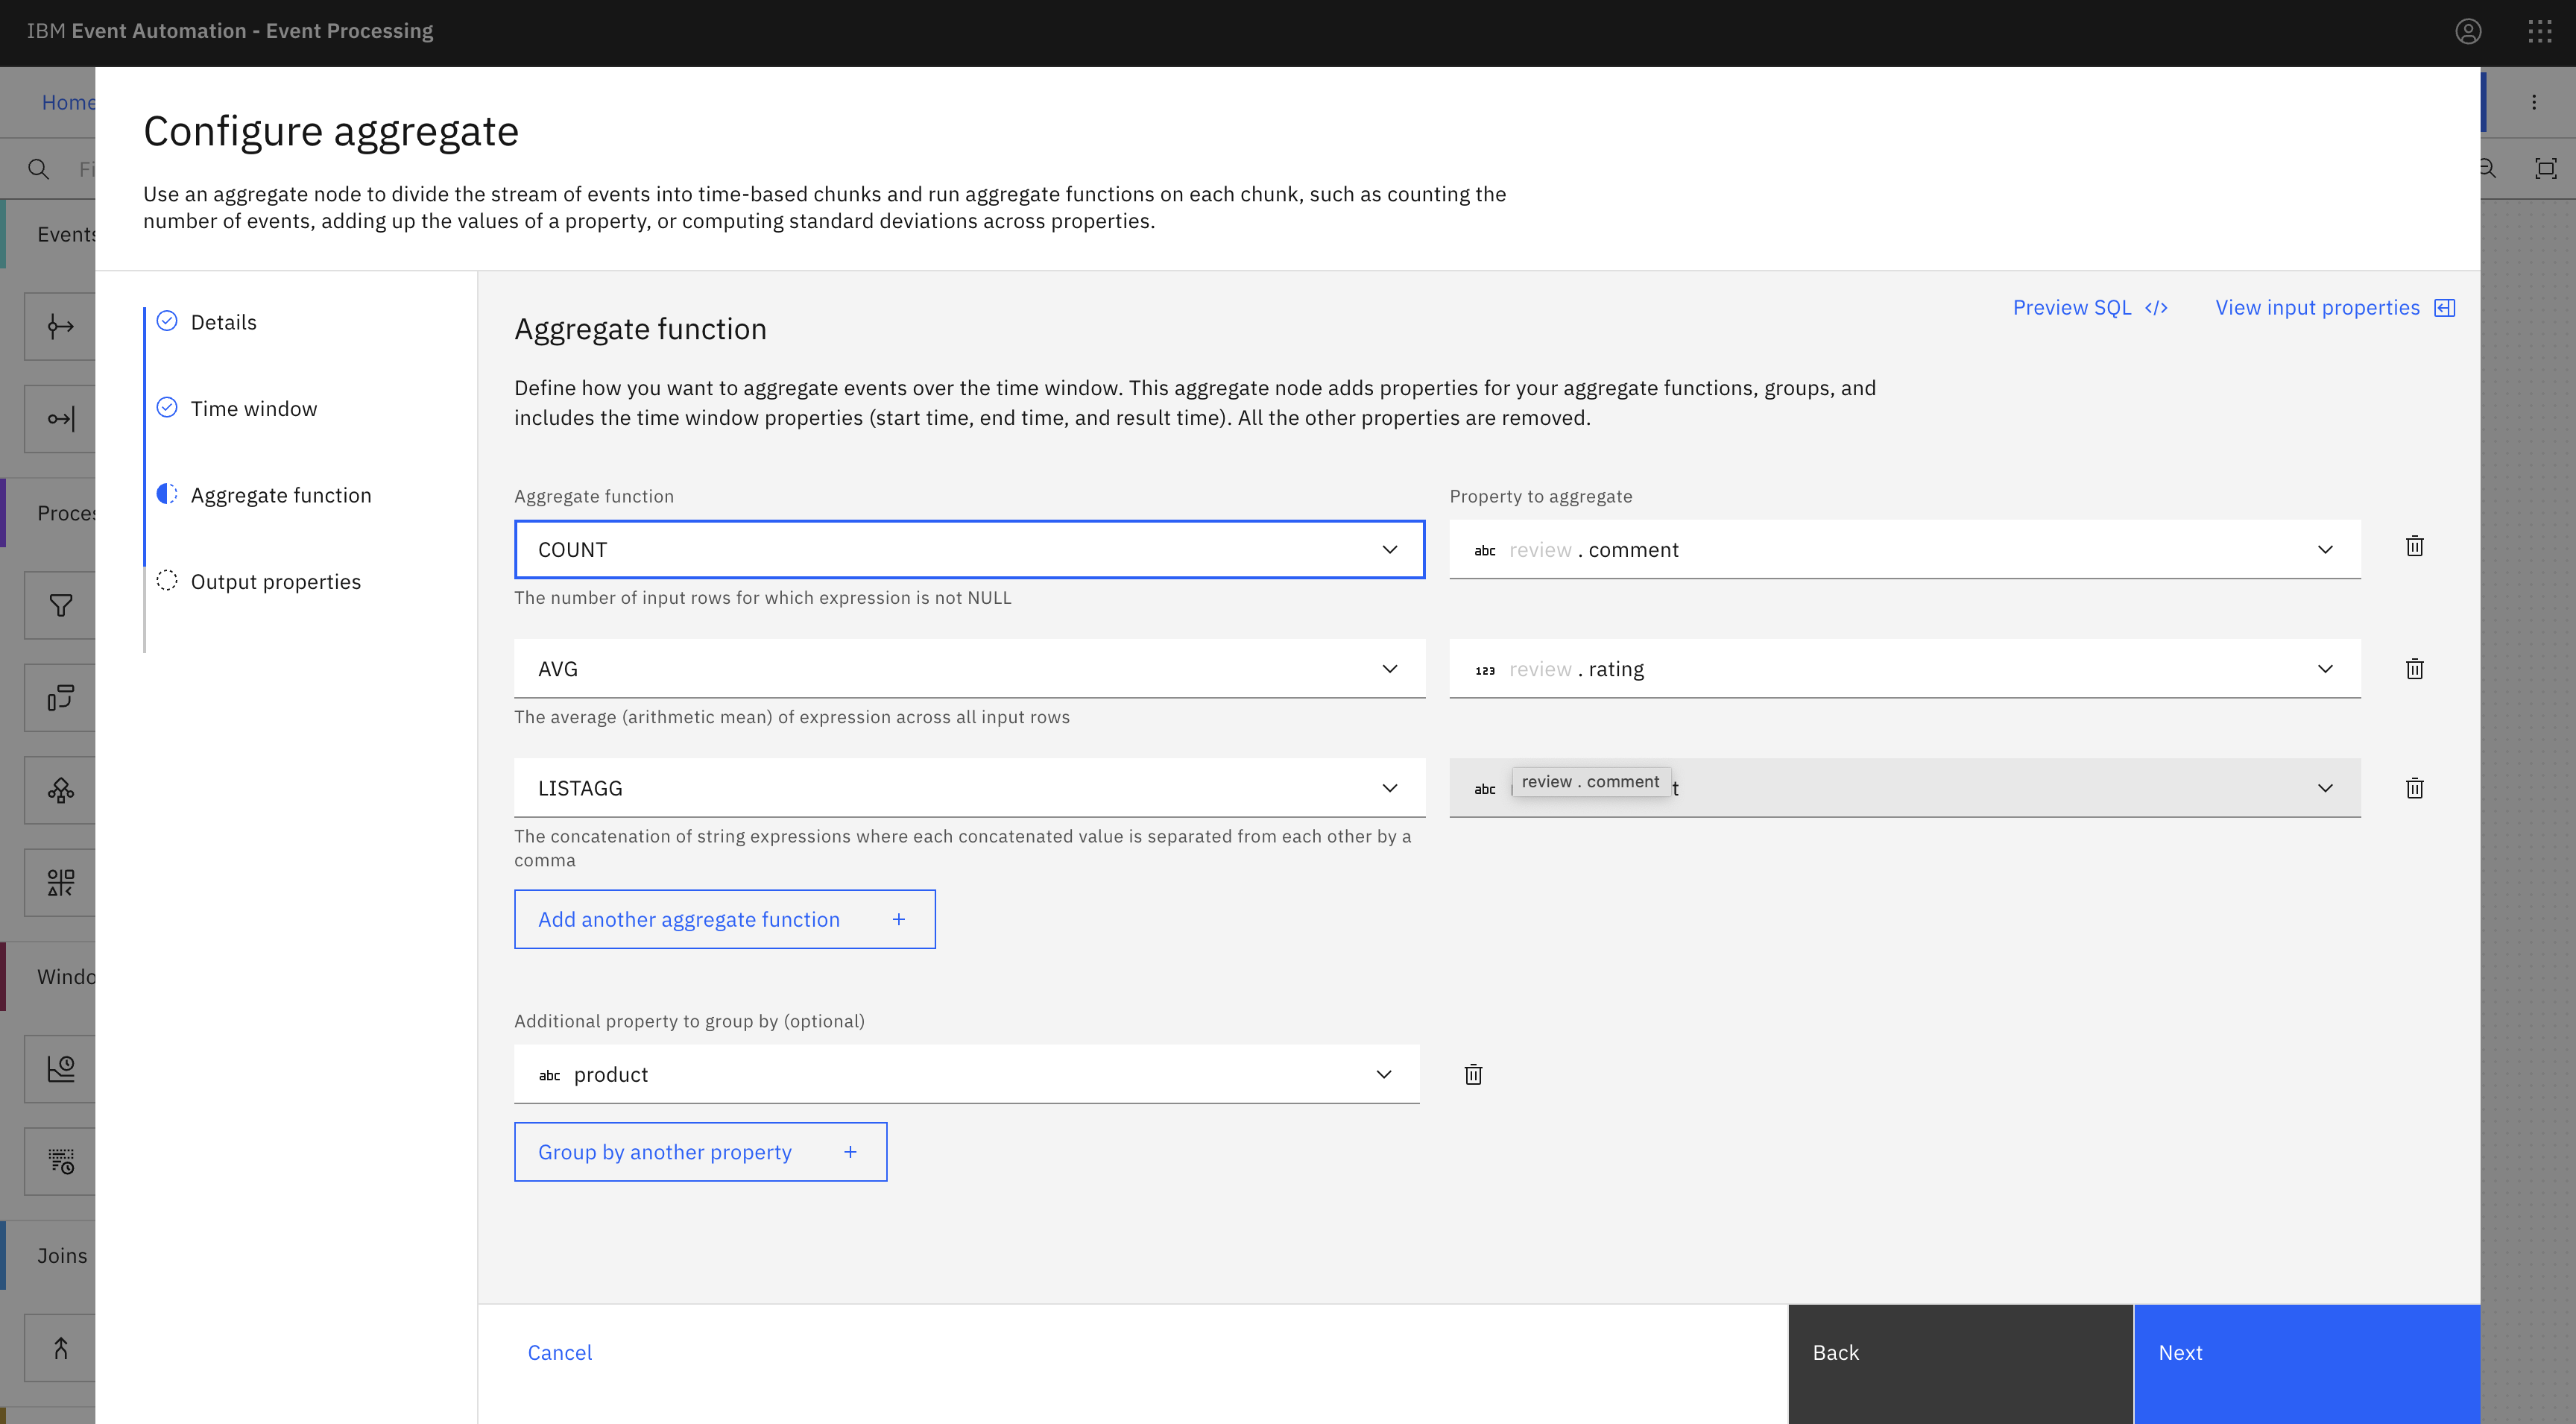 IBM Event Automation - Event Processing
Home
Configure aggregate
Use an aggregate node to divide the stream of events into time-based chunks and run aggregate functions on each chunk, such as counting the
number of events, adding up the values of a property, or computing standard deviations across properties.
Fi
Events
Proces
Windo
Joins
Details
Time window
Aggregate function
Output properties
Preview SQL </>
View input properties
Aggregate function
Define how you want to aggregate events over the time window. This aggregate node adds properties for your aggregate functions, groups, and
includes the time window properties (start time, end time, and result time). All the other properties are removed.
Aggregate function
Property to aggregate
COUNT
abc review . comment
The number of input rows for which expression is not NULL
AVG
123 review . rating
The average (arithmetic mean) of expression across all input rows
LISTAGG
abc review . comment t
The concatenation of string expressions where each concatenated value is separated from each other by a
comma
Add another aggregate function +
Additional property to group by (optional)
abc product
Group by another property +
Cancel
Back
Next